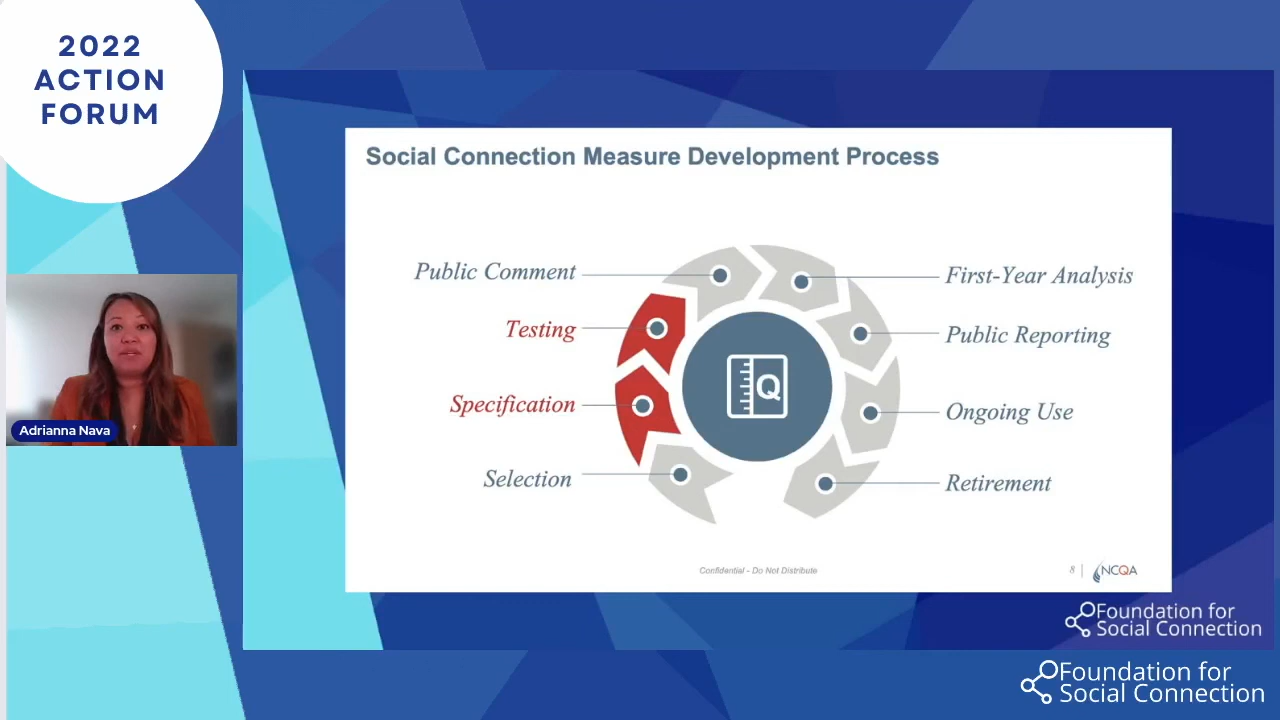 2022
ACTION
FORUM
Social Connection Measure Development Process
Public Comment
Testing
Specification
Selection
First-Year Analysis
Public Reporting
Ongoing Use
Retirement
Q
Adrianna Nava
Confidential - Do Not Distribute
8 | NCQA
Foundation for
Social Connection
Foundation for
Social Connection